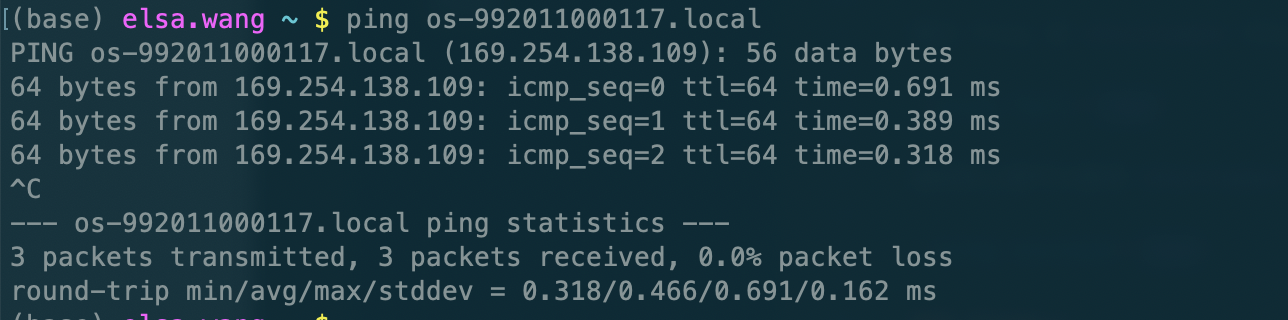 (base) elsa.wang ~ $ ping os-992011000117.local
PING os-992011000117.local (169.254.138.109): 56 data bytes
64 bytes from 169.254.138.109: icmp_seq=0 ttl=64 time=0.691 ms
64 bytes from 169.254.138.109: icmp_seq=1 ttl=64 time=0.389 ms
64 bytes from 169.254.138.109: icmp_seq=2 ttl=64 time=0.318 ms
^C
--- os-992011000117.local ping statistics ---
3 packets transmitted, 3 packets received, 0.0% packet loss
round-trip min/avg/max/stddev = 0.318/0.466/0.691/0.162 ms
(base) elsa.wang ~ $